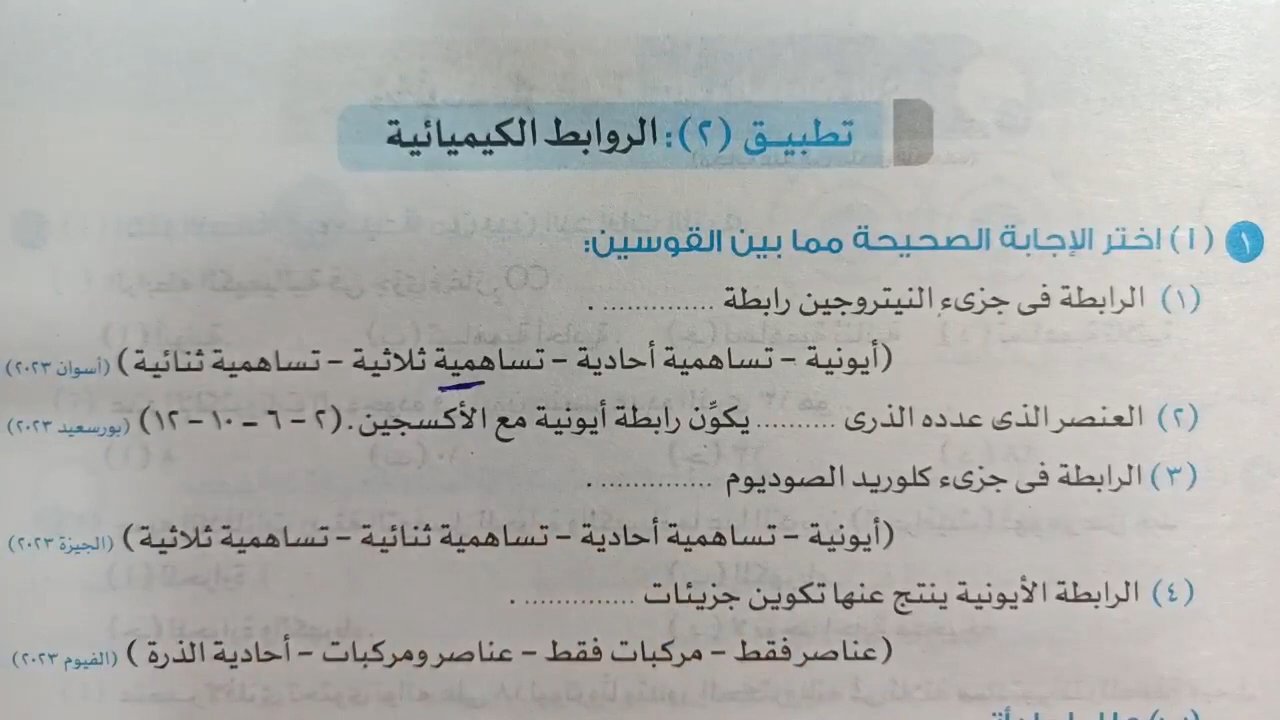 تطبيـق (٢): الروابط الكيميائية
١ (أ) اختر الإجابة الصحيحة مما بين القوسين:
(١) الرابطة فى جزىء النيتروجين رابطة .............. .
(أيونية – تساهمية أحادية – تساهمية ثلاثية – تساهمية ثنائية) (أسوان ٢٠٢٣)
(٢) العنصر الذى عدده الذرى .......... يكوِّن رابطة أيونية مع الأكسجين. (٢ – ٦ – ١٠ – ١٢) (بورسعيد ٢٠٢٣)
(٣) الرابطة فى جزىء كلوريد الصوديوم .............. .
(أيونية – تساهمية أحادية – تساهمية ثنائية – تساهمية ثلاثية) (الجيزة ٢٠٢٣)
(٤) الرابطة الأيونية ينتج عنها تكوين جزيئات .............. .
(عناصر فقط – مركبات فقط – عناصر ومركبات – أحادية الذرة) (الفيوم ٢٠٢٣)